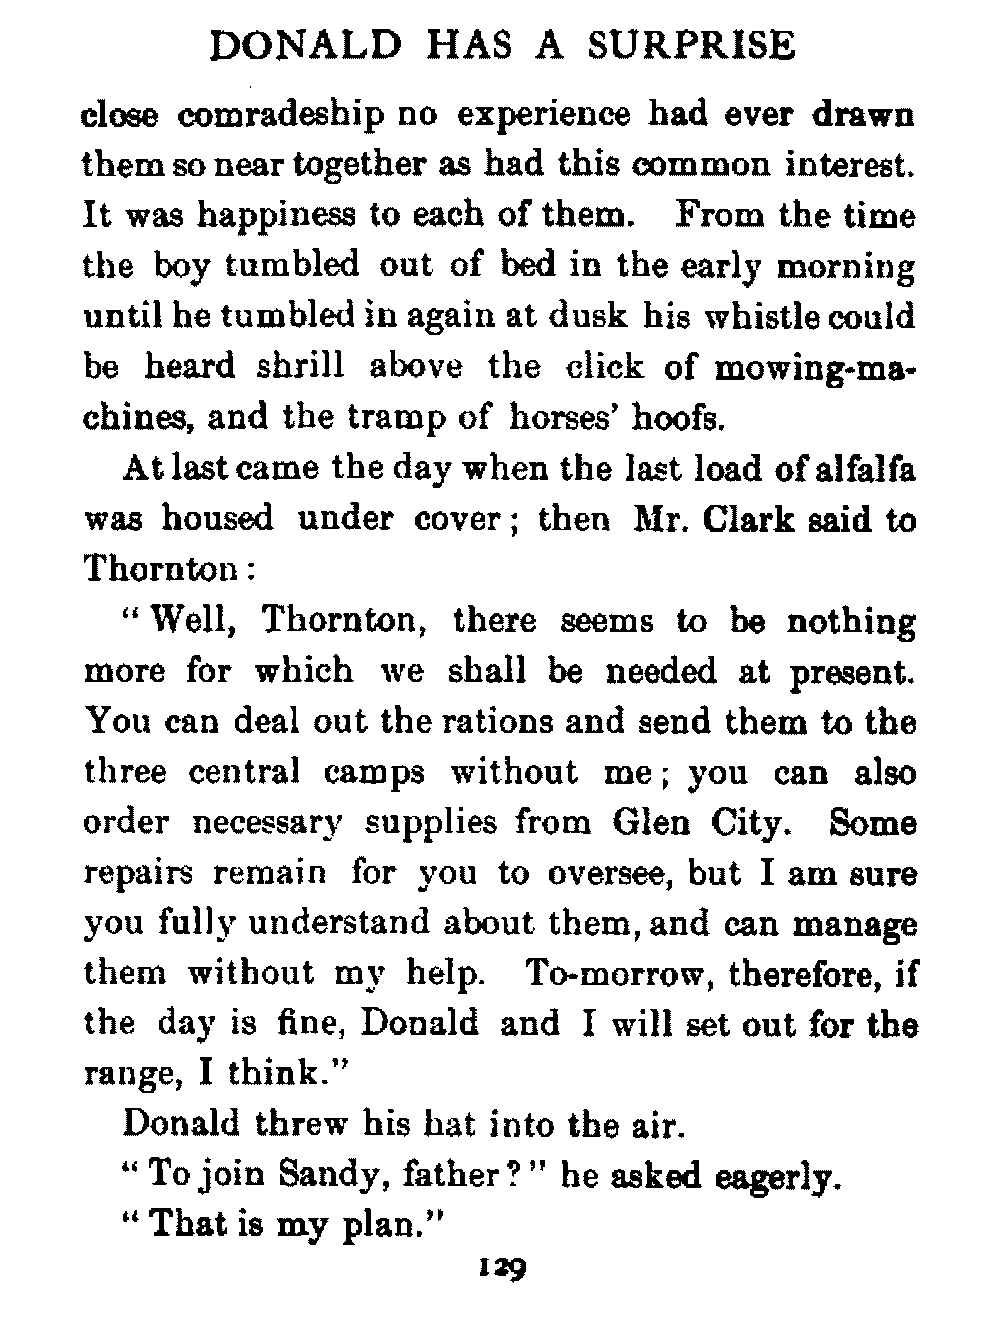 DONALD HAS A SURPRISE
close comradeship no experience had ever drawn
them so near together as had this common interest.
It was happiness to each of them. From the time
the boy tumbled out of bed in the early morning
until he tumbled in again at dusk his whistle could
be heard shrill above the click of mowing-ma-
chines, and the tramp of horses' hoofs.
At last came the day when the last load of alfalfa
was housed under cover; then Mr. Clark said to
Thornton:
"Well, Thornton, there seems to be nothing
more for which we shall be needed at present.
You can deal out the rations and send them to the
three central camps without me; you can also
order necessary supplies from Glen City. Some
repairs remain for you to oversee, but I am sure
you fully understand about them, and can manage
them without my help. To-morrow, therefore, if
the day is fine, Donald and I will set out for the
range, I think."
Donald threw his hat into the air.
"To join Sandy, father?" he asked eagerly.
"That is my plan."
129